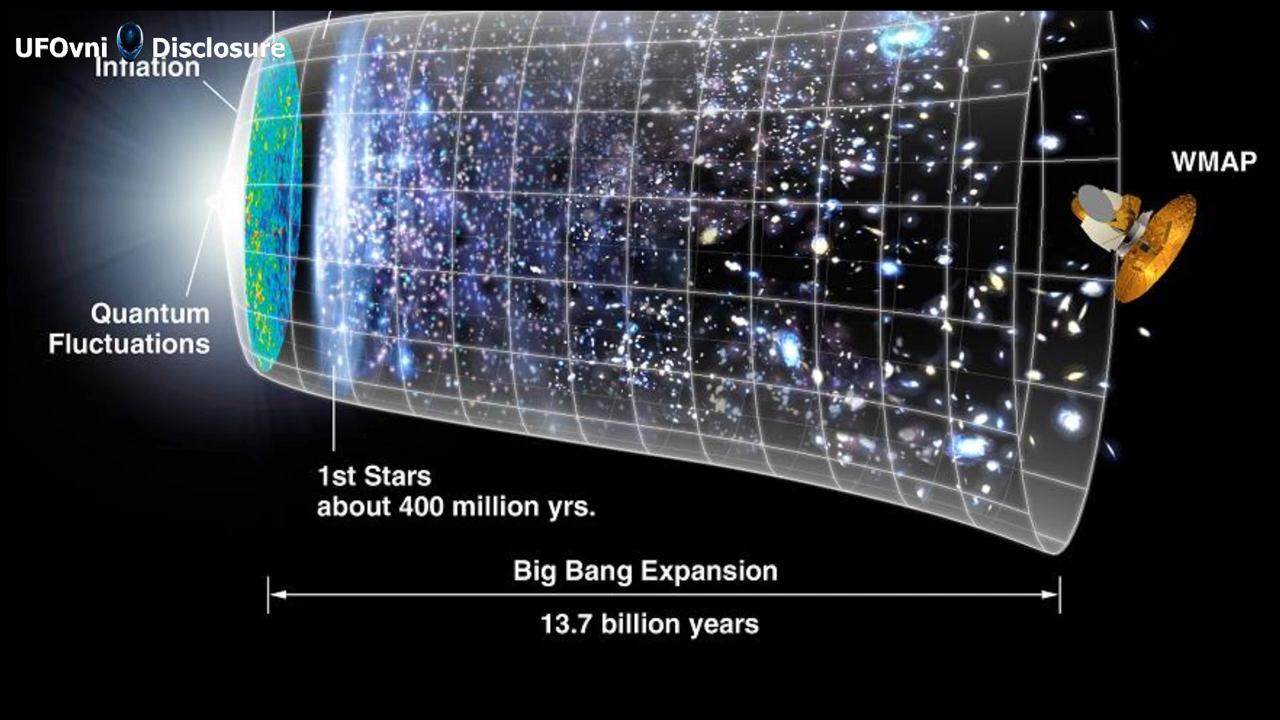 UFOvni Disclosure
Inflation
WMAP
Quantum
Fluctuations
1st Stars
about 400 million yrs.
Big Bang Expansion
13.7 billion years